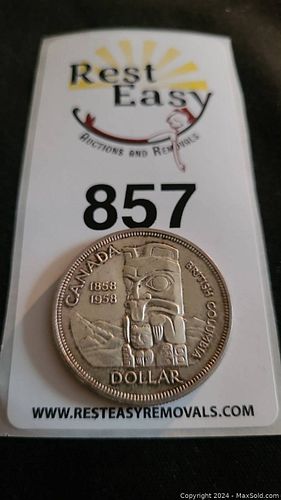 Rest
Easy
AUCTIONS AND REMOVALS
857
CANADA
1858
1958
BRITISH COLUMBIA
DOLLAR
WWW.RESTEASYREMOVALS.COM
Copyright 2024 - MaxSold.com